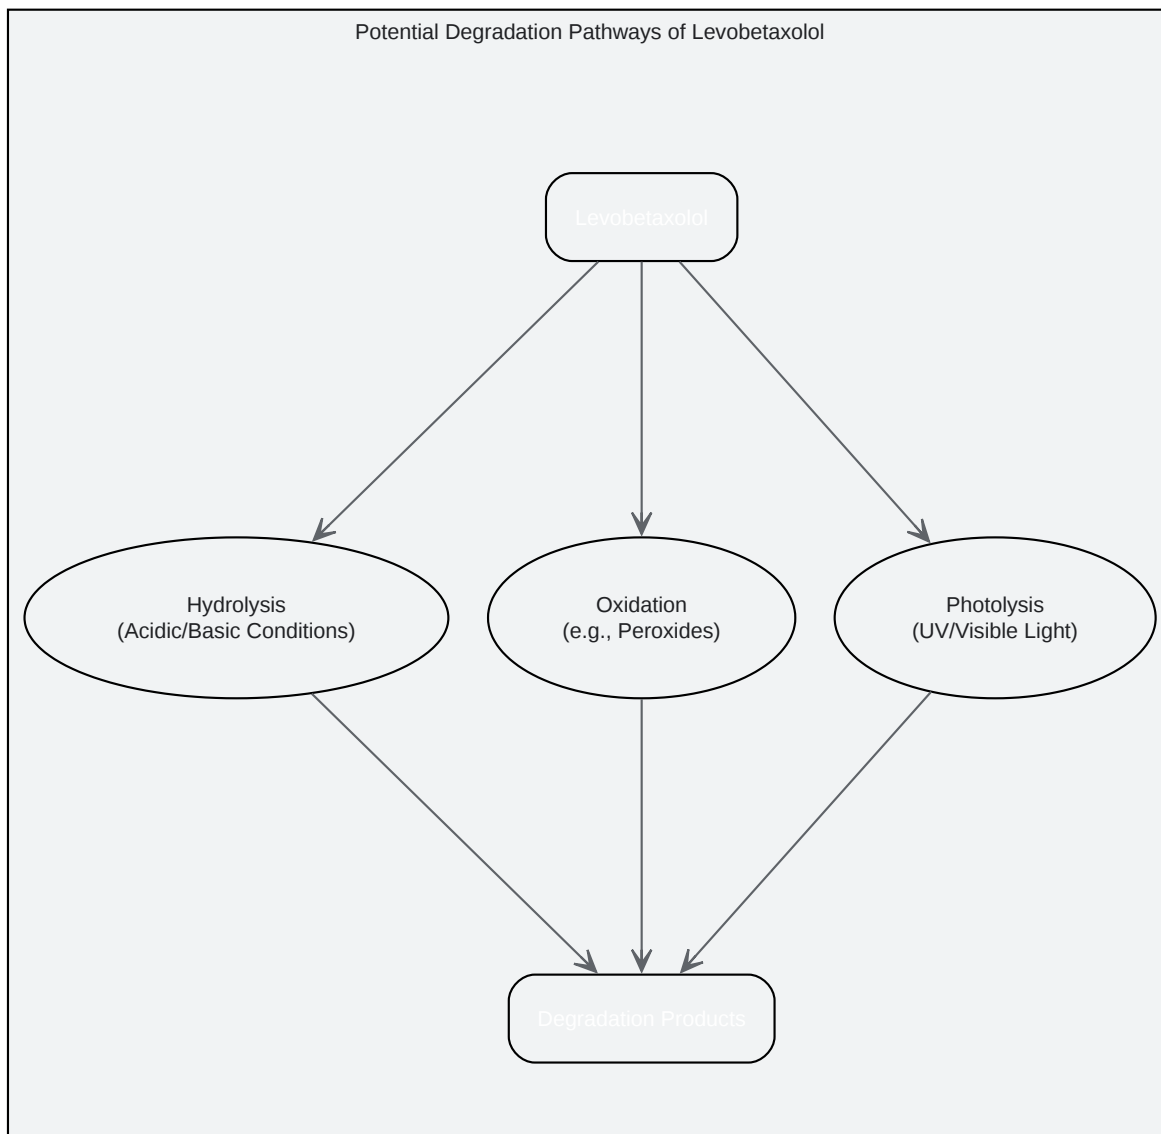 Potential Degradation Pathways of Levobetaxolol
Levobetaxolol
Hydrolysis
(Acidic/Basic Conditions)
Oxidation
(e.g., Peroxides)
Photolysis
(UV/Visible Light)
Degradation Products